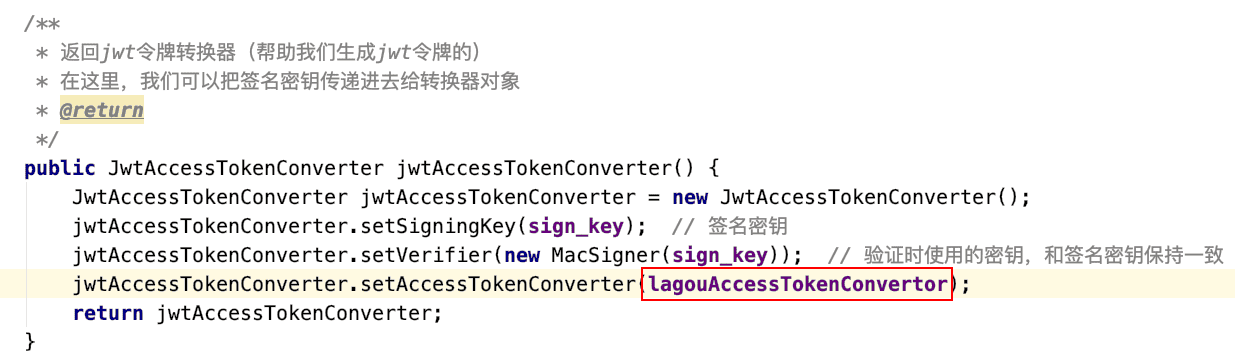 /**
 * 返回jwt令牌转换器（帮助我们生成jwt令牌的）
 * 在这里，我们可以把签名密钥传递进去给转换器对象
 * @return
 */
public JwtAccessTokenConverter jwtAccessTokenConverter() {
    JwtAccessTokenConverter jwtAccessTokenConverter = new JwtAccessTokenConverter();
    jwtAccessTokenConverter.setSigningKey(sign_key);  // 签名密钥
    jwtAccessTokenConverter.setVerifier(new MacSigner(sign_key));  // 验证时使用的密钥，和签名密钥保持一致
    jwtAccessTokenConverter.setAccessTokenConverter(lagouAccessTokenConvertor);
    return jwtAccessTokenConverter;
}